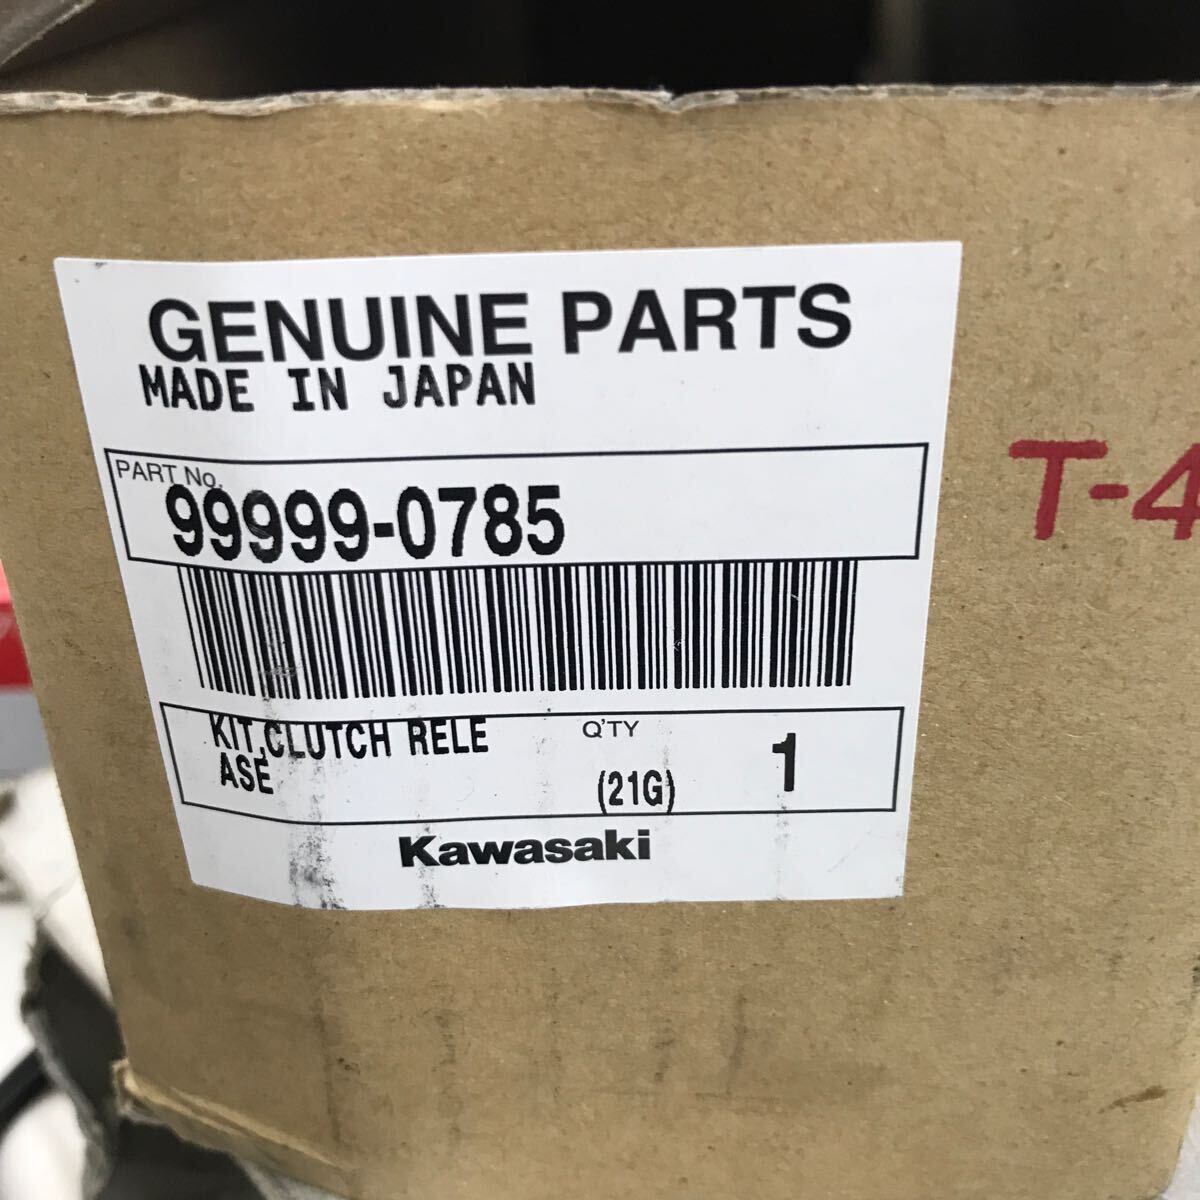 GENUINE PARTS
MADE IN JAPAN
PART No.
99999-0785
KIT,CLUTCH RELE
ASE
Q'TY
(21G)
1
Kawasaki
T-4